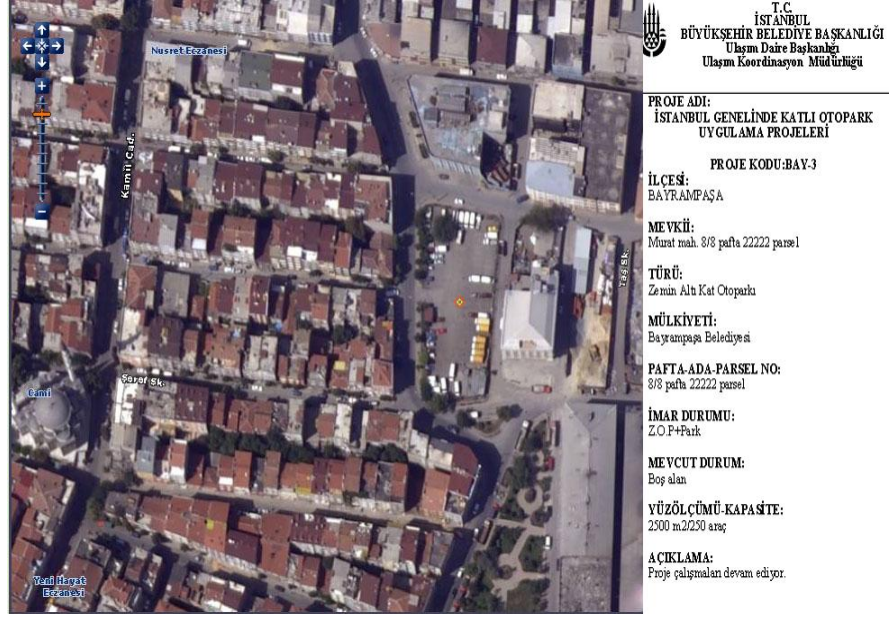 Nusret Eczanesi
Kamil Cad.
Taş Sk.
Şeref Sk.
Cami
Yeni Hayat
Eczanesi
T.C.
İSTANBUL
BÜYÜKŞEHİR BELEDİYE BAŞKANLIĞI
Ulaşım Daire Başkanlığı
Ulaşım Koordinasyon Müdürlüğü
PROJE ADI:
İSTANBUL GENELİNDE KATLI OTOPARK
UYGULAMA PROJELERİ
PROJE KODU:BAY-3
İLÇESİ:
BAYRAMPAŞA
MEVKİİ:
Murat mah. 8/8 pafta 22222 parsel
TÜRÜ:
Zemin Altı Kat Otoparkı
MÜLKİYETİ:
Bayrampaşa Belediyesi
PAFTA-ADA-PARSEL NO:
8/8 pafta 22222 parsel
İMAR DURUMU:
Z.O.P+Park
MEVCUT DURUM:
Boş alan
YÜZÖLÇÜMÜ-KAPASİTE:
2500 m2/250 araç
AÇIKLAMA:
Proje çalışmaları devam ediyor.